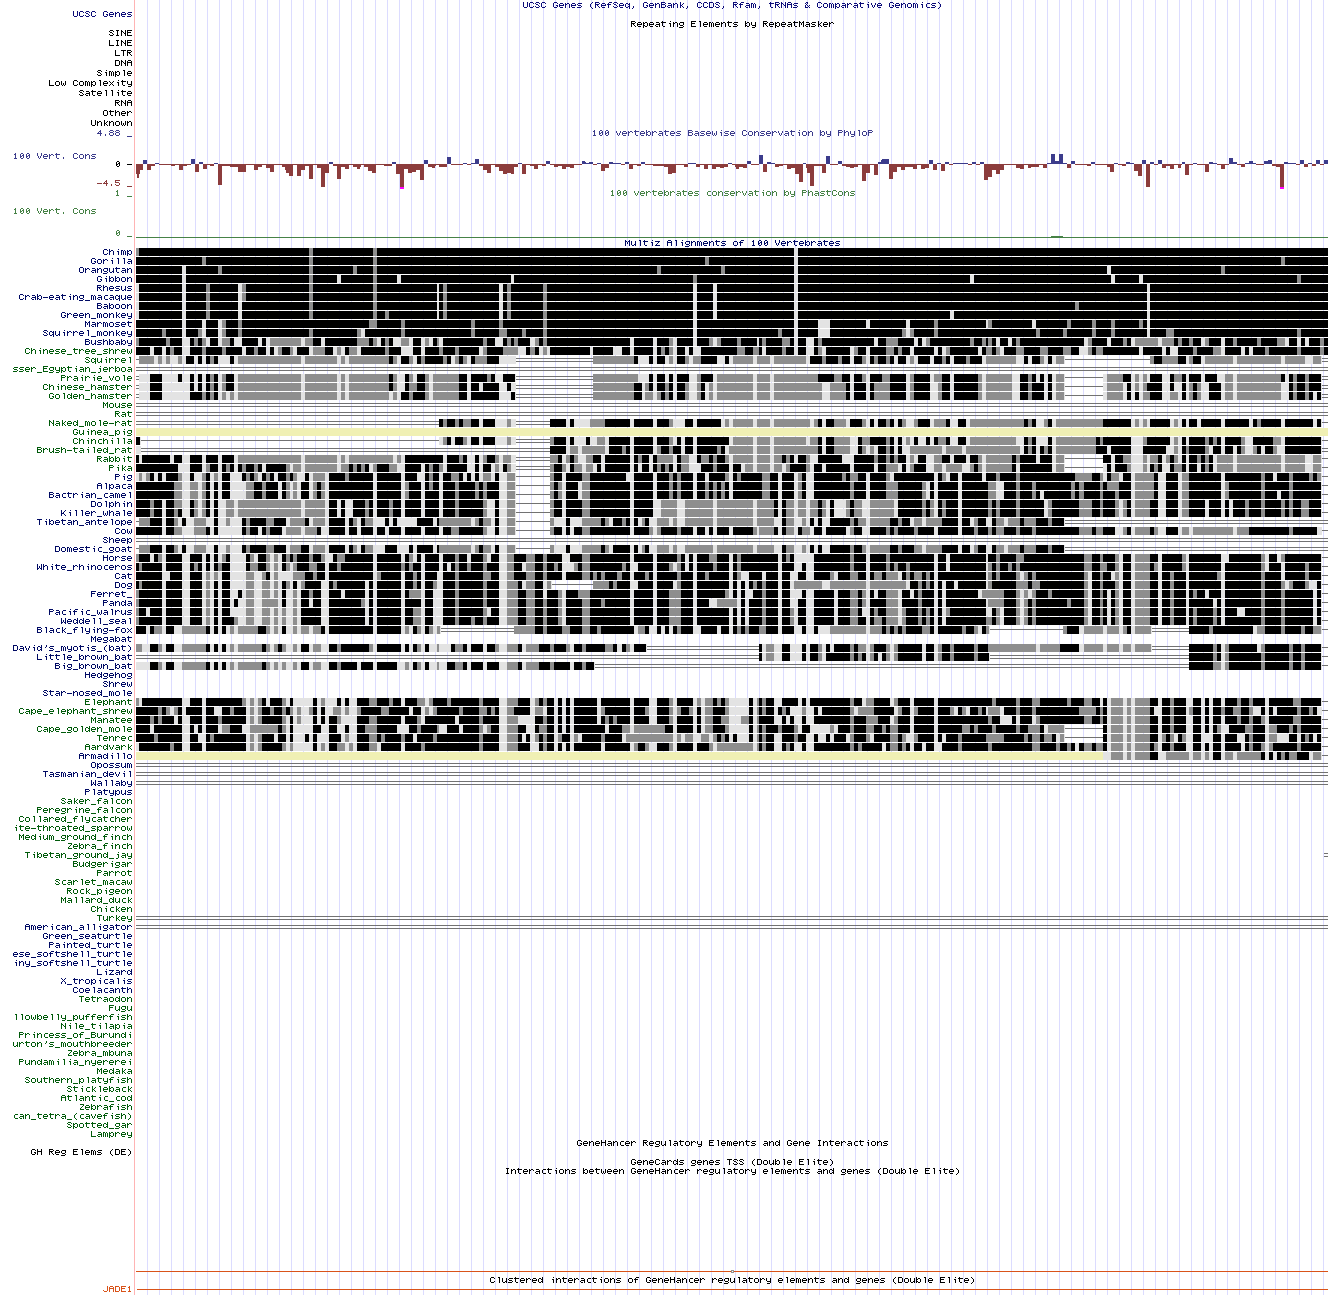 UCSC Genes (RefSeq, GenBank, CCDS, Rfam, tRNAs & Comparative Genomics)
UCSC Genes
Repeating Elements by RepeatMasker
SINE
LINE
LTR
DNA
Simple
Low Complexity
Satellite
RNA
Other
Unknown
4.88 _
100 vertebrates Basewise Conservation by PhyloP
100 Vert. Cons
0 -
-4.5 _
100 vertebrates conservation by PhastCons
1 _
100 Vert. Cons
0 _
Multiz Alignments of 100 Vertebrates
Chimp
Gorilla
Orangutan
Gibbon
Rhesus
Crab-eating_macaque
Baboon
Green_monkey
Marmoset
Squirrel_monkey
Bushbaby
Chinese_tree_shrew
Squirrel
sser_Egyptian_jerboa
Prairie_vole
Chinese_hamster
Golden_hamster
Mouse
Rat
Naked_mole-rat
Guinea_pig
Chinchilla
Brush-tailed_rat
Rabbit
Pika
Pig
Alpaca
Bactrian_camel
Dolphin
Killer_whale
Tibetan_antelope
Cow
Sheep
Domestic_goat
Horse
White_rhinoceros
Cat
Dog
Ferret_
Panda
Pacific_walrus
Weddell_seal
Black_flying-fox
Megabat
David's_myotis_(bat)
Little_brown_bat
Big_brown_bat
Hedgehog
Shrew
Star-nosed_mole
Elephant
Cape_elephant_shrew
Manatee
Cape_golden_mole
Tenrec
Aardvark
Armadillo
Opossum
Tasmanian_devil
Wallaby
Platypus
Saker_falcon
Peregrine_falcon
Collared_flycatcher
ite-throated_sparrow
Medium_ground_finch
Zebra_finch
Tibetan_ground_jay
Budgerigar
Parrot
Scarlet_macaw
Rock_pigeon
Mallard_duck
Chicken
Turkey
American_alligator
Green_seaturtle
Painted_turtle
ese_softshell_turtle
iny_softshell_turtle
Lizard
X_tropicalis
Coelacanth
Tetraodon
Fugu
llowbelly_pufferfish
Nile_tilapia
Princess_of_Burundi
urton's_mouthbreeder
Zebra_mbuna
Pundamilia_nyererei
Medaka
Southern_platyfish
Stickleback
Atlantic_cod
Zebrafish
can_tetra_(cavefish)
Spotted_gar
Lamprey
GeneHancer Regulatory Elements and Gene Interactions
GH Reg Elems (DE)
GeneCards genes TSS (Double Elite)
Interactions between GeneHancer regulatory elements and genes (Double Elite)
Clustered interactions of GeneHancer regulatory elements and genes (Double Elite)
JADE1